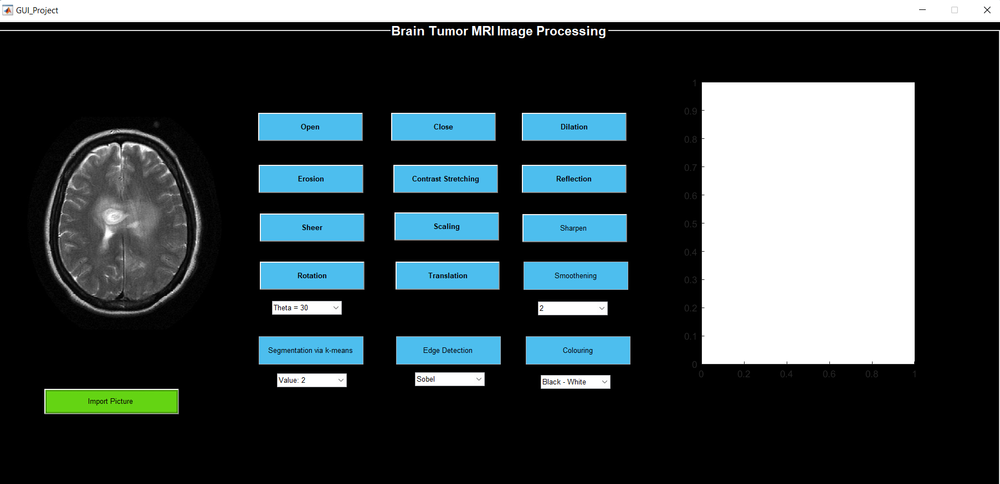 GUI_Project
Brain Tumor MRI Image Processing
Open
Close
Dilation
Erosion
Contrast Stretching
Reflection
Sheer
Scaling
Sharpen
Rotation
Translation
Smoothening
Theta = 30
2
Segmentation via k-means
Edge Detection
Colouring
Value: 2
Sobel
Black - White
Import Picture
1
0.9
0.8
0.7
0.6
0.5
0.4
0.3
0.2
0.1
0
0 0.2 0.4 0.6 0.8 1